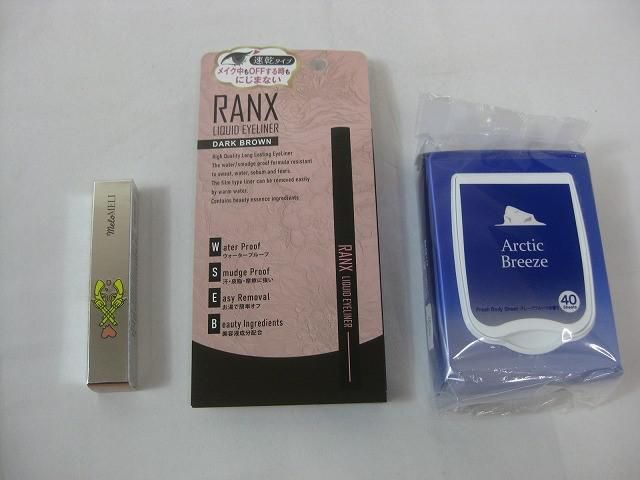 MeloMELI
速乾タイプ
メイク中もOFFする時も
にじまない
RANX
LIQUID EYELINER
DARK BROWN
High Quality Long Lasting EyeLiner
The water/smudge proof formula resistant
to sweat, water, sebum and tears.
The film type liner can be removed easily
by warm water.
Contains beauty essence ingredients
Water Proof
ウォータープルーフ
Smudge Proof
汗・皮脂・摩擦に強い
Easy Removal
お湯で簡単オフ
Beauty Ingredients
美容液成分配合
RANX LIQUID EYELINER
Arctic
Breeze
40
Sheets
Fresh Body Sheet